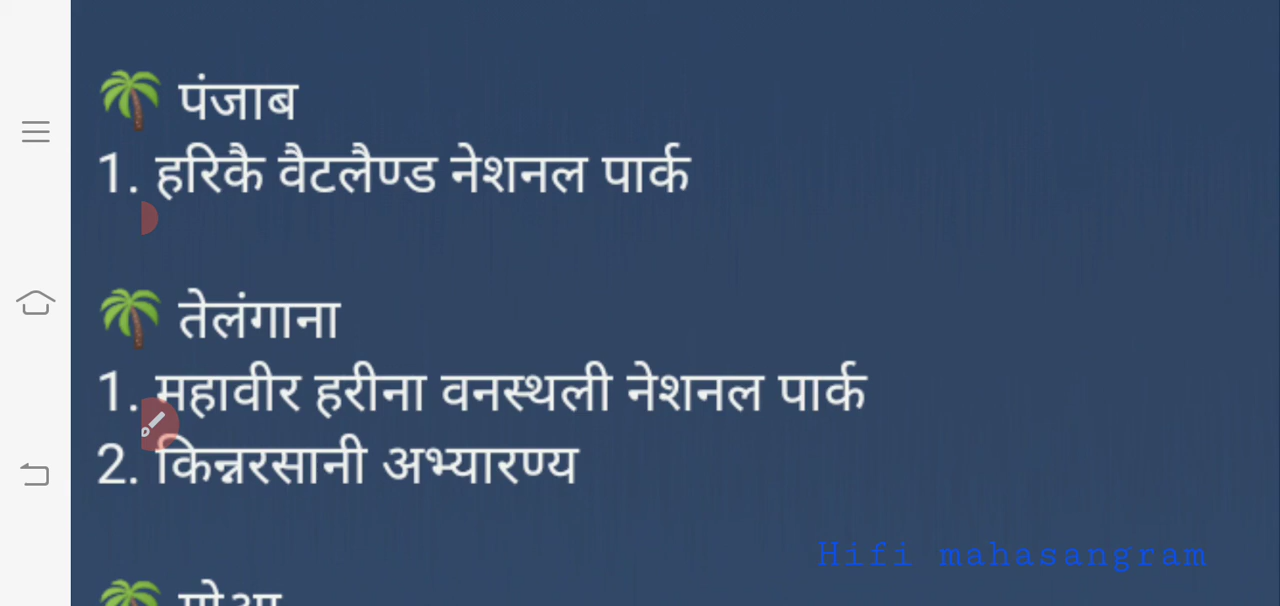 🌴 पंजाब
1. हरिकै वैटलैण्ड नेशनल पार्क
🌴 तेलंगाना
1. महावीर हरीना वनस्थली नेशनल पार्क
2. किन्नरसानी अभ्यारण्य
Hifi mahasangram